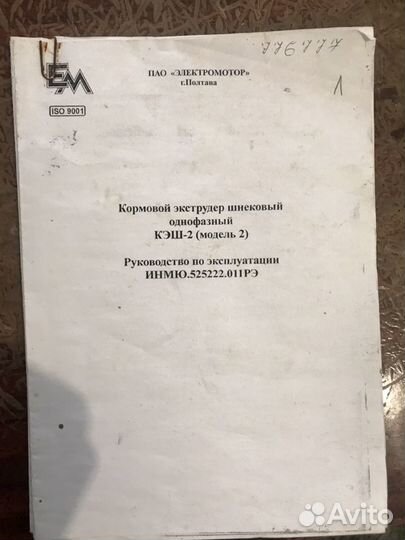 ЕМ
ISO 9001
ПАО «ЭЛЕКТРОМОТОР»
г.Полтава
1
Кормовой экструдер шнековый
однофазный
КЭШ-2 (модель 2)
Руководство по эксплуатации
ИНМЮ.525222.011РЭ
Avito